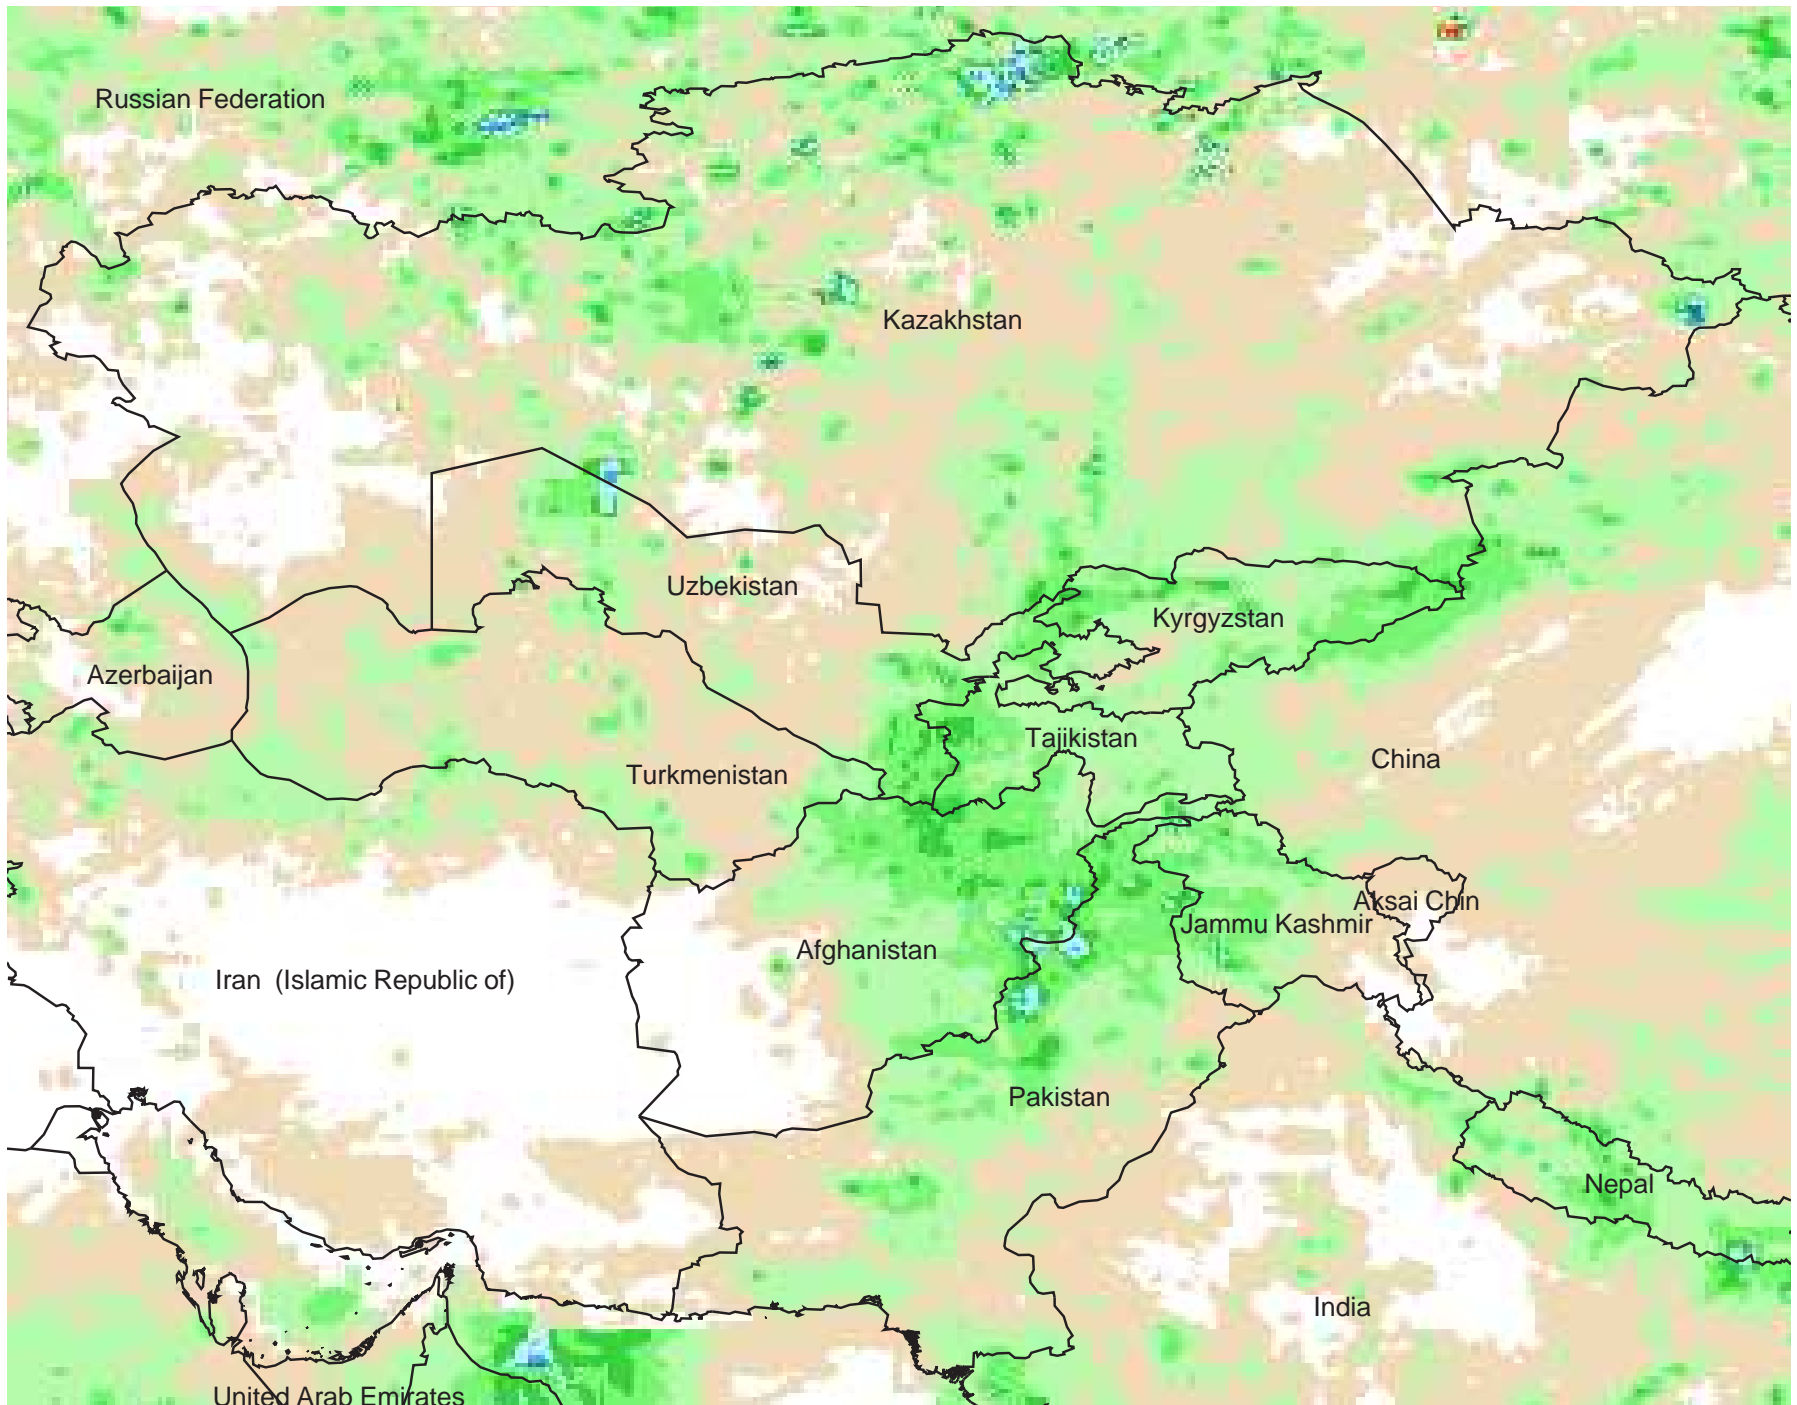 Russian Federation
Kazakhstan
Uzbekistan
Kyrgyzstan
Azerbaijan
Tajikistan
Turkmenistan
China
Aksai Chin
Jammu Kashmir
Afghanistan
Iran (Islamic Republic of)
Pakistan
Nepal
India
United Arab Emirates